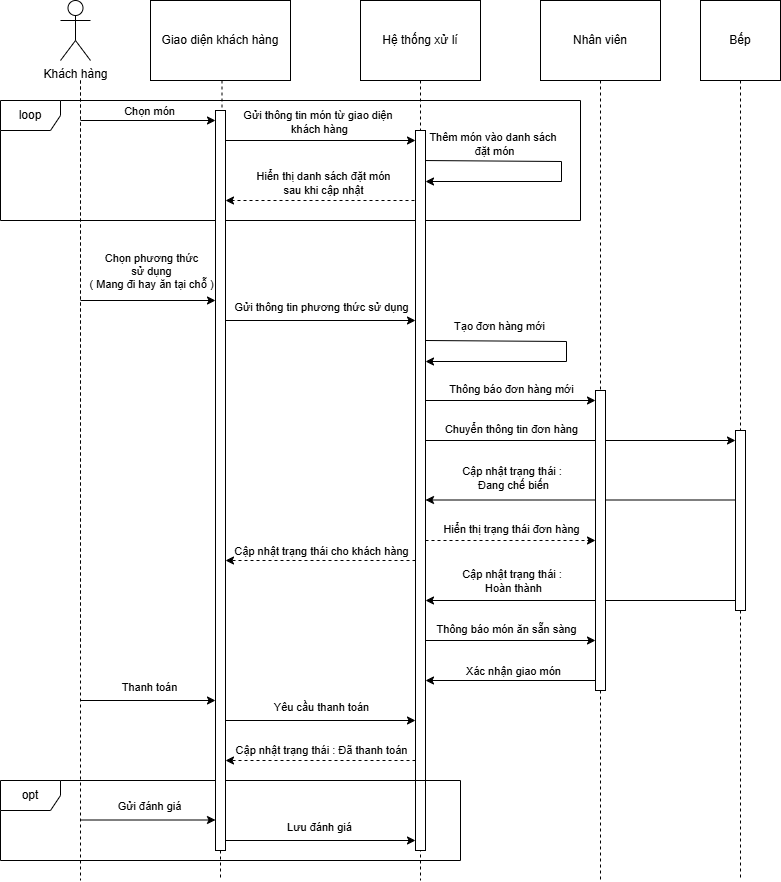 Khách hàng
Giao diện khách hàng
Hệ thống xử lí
Nhân viên
Bếp
loop
Chọn món
Gửi thông tin món từ giao diện
khách hàng
Thêm món vào danh sách
đặt món
Hiển thị danh sách đặt món
sau khi cập nhật
Chọn phương thức
sử dụng
( Mang đi hay ăn tại chỗ )
Gửi thông tin phương thức sử dụng
Tạo đơn hàng mới
Thông báo đơn hàng mới
Chuyển thông tin đơn hàng
Cập nhật trạng thái :
Đang chế biến
Hiển thị trạng thái đơn hàng
Cập nhật trạng thái cho khách hàng
Cập nhật trạng thái :
Hoàn thành
Thông báo món ăn sẵn sàng
Xác nhận giao món
Thanh toán
Yêu cầu thanh toán
Cập nhật trạng thái : Đã thanh toán
opt
Gửi đánh giá
Lưu đánh giá